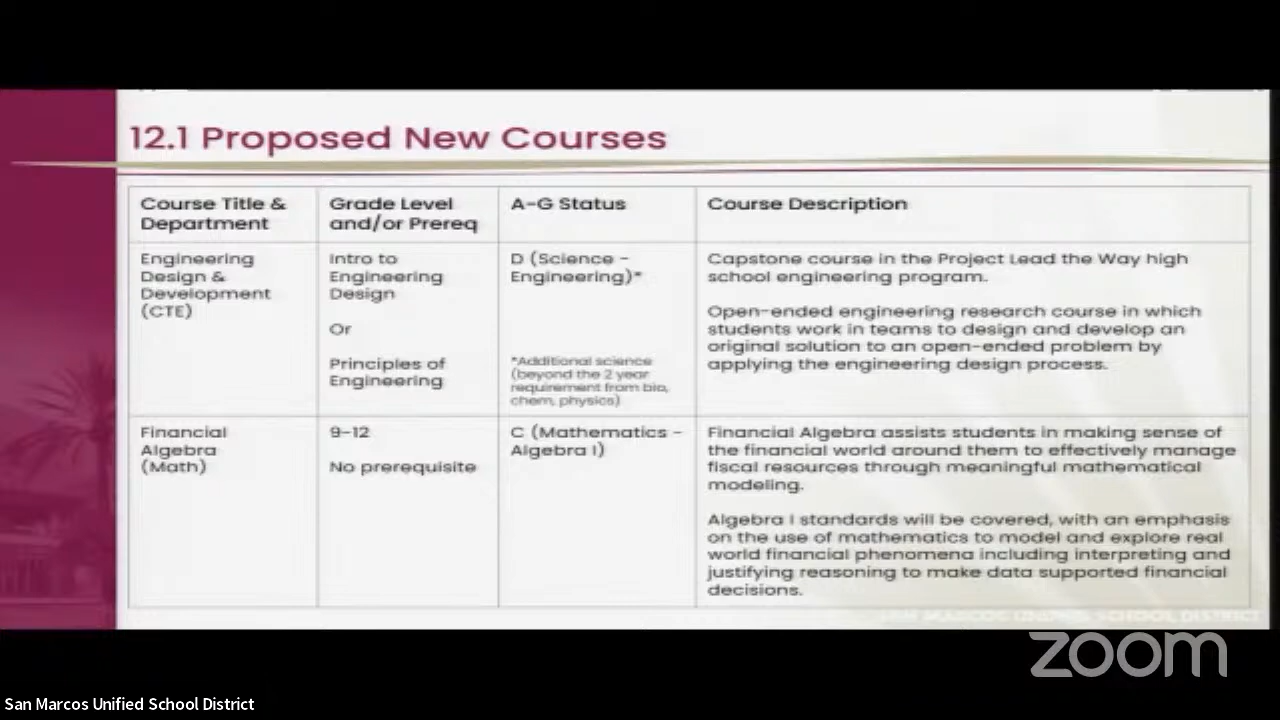 12.1 Proposed New Courses
Course Title &
Department
Grade Level
and/or Prereq
A-G Status
Course Description
Engineering
Design &
Development
(CTE)
Intro to
Engineering
Design
Or
Principles of
Engineering
D (Science -
Engineering)*
*Additional science
(beyond the 2 year
requirement from bio,
chem, physics)
Capstone course in the Project Lead the Way high
school engineering program.
Open-ended engineering research course in which
students work in teams to design and develop an
original solution to an open-ended problem by
applying the engineering design process.
Financial
Algebra
(Math)
9-12
No prerequisite
C (Mathematics -
Algebra I)
Financial Algebra assists students in making sense of
the financial world around them to effectively manage
fiscal resources through meaningful mathematical
modeling.
Algebra I standards will be covered, with an emphasis
on the use of mathematics to model and explore real
world financial phenomena including interpreting and
justifying reasoning to make data supported financial
decisions.
SAN MARCOS UNIFIED SCHOOL DISTRICT
zoom
San Marcos Unified School District